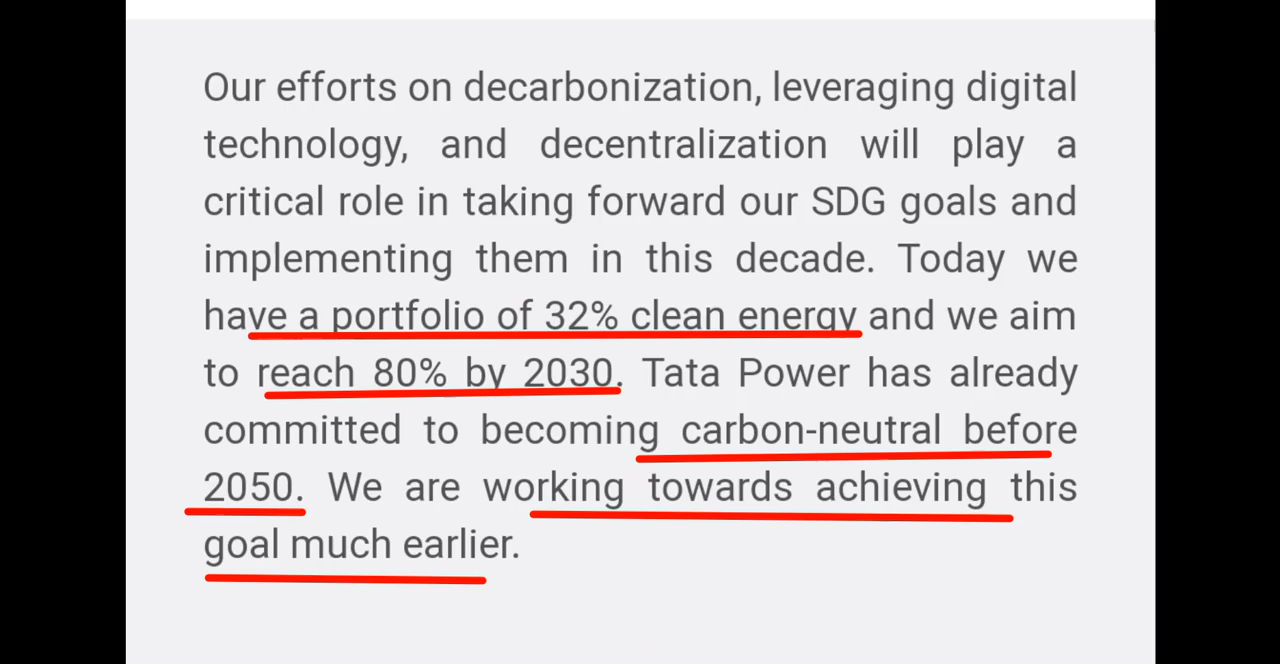 Our efforts on decarbonization, leveraging digital
technology, and decentralization will play a
critical role in taking forward our SDG goals and
implementing them in this decade. Today we
have a portfolio of 32% clean energy and we aim
to reach 80% by 2030. Tata Power has already
committed to becoming carbon-neutral before
2050. We are working towards achieving this
goal much earlier.